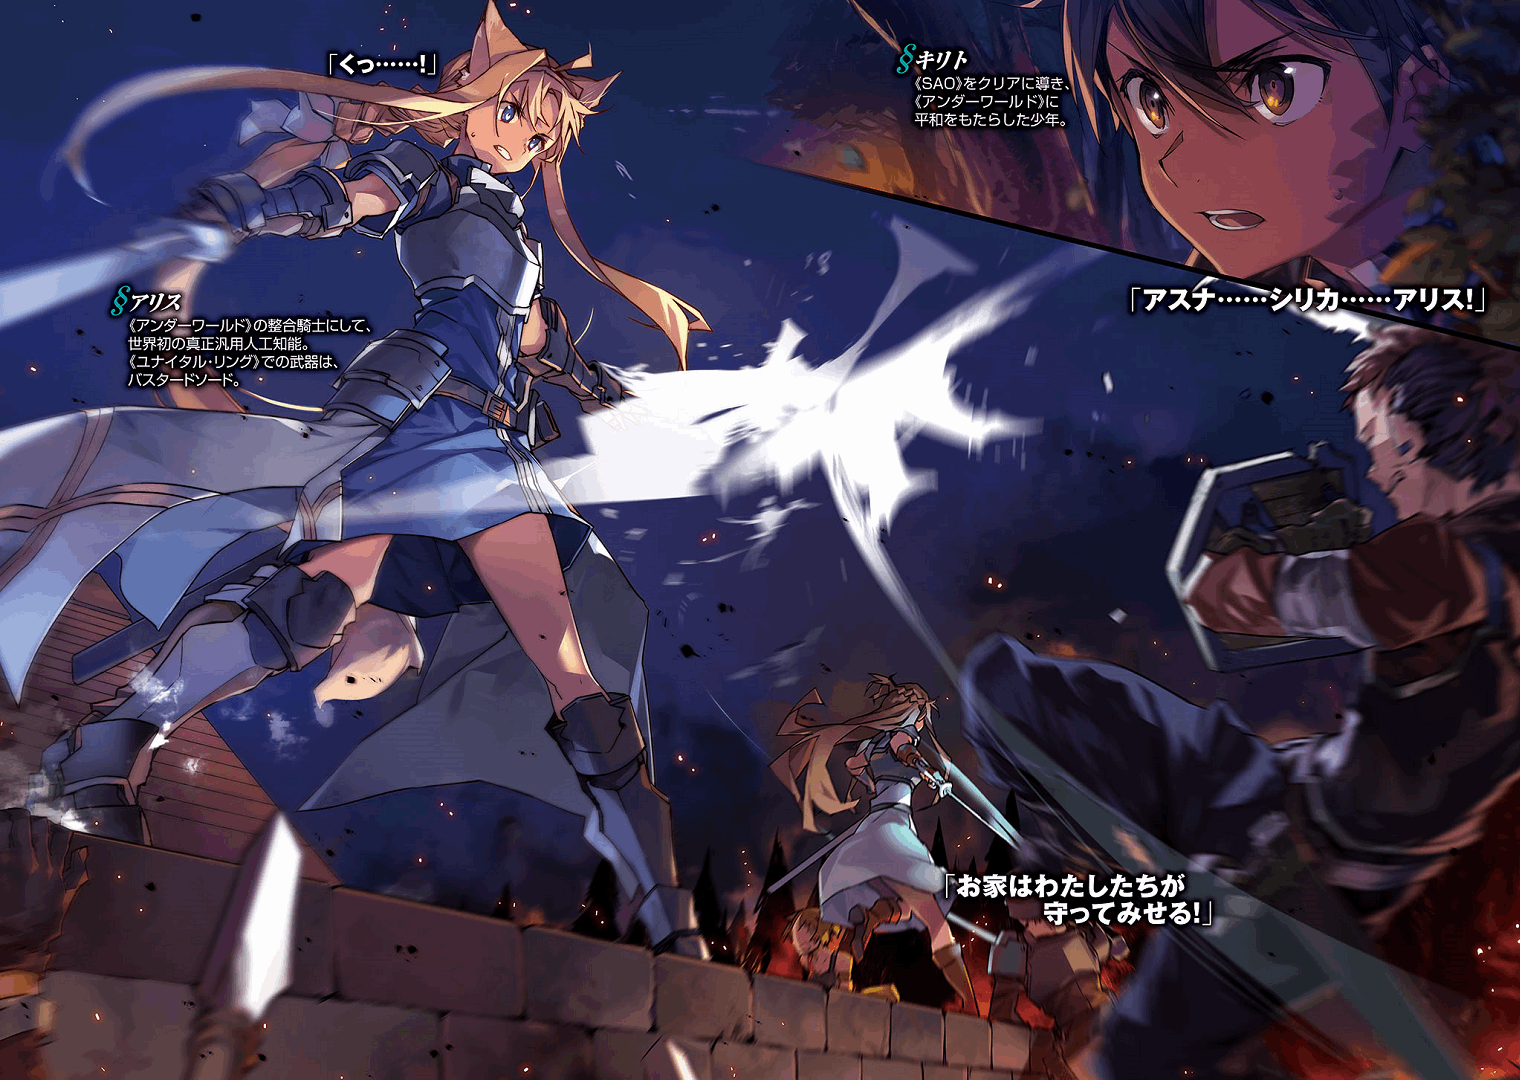 §キリト
《SAO》をクリアに導き、
《アンダーワールド》に
平和をもたらした少年。
「アスナ……シリカ……アリス!」
「くっ……!」
§アリス
《アンダーワールド》の整合騎士にして、
世界初の真正汎用人工知能。
《ユナイタル・リング》での武器は、
バスタードソード。
「お家はわたしたちが
守ってみせる!」